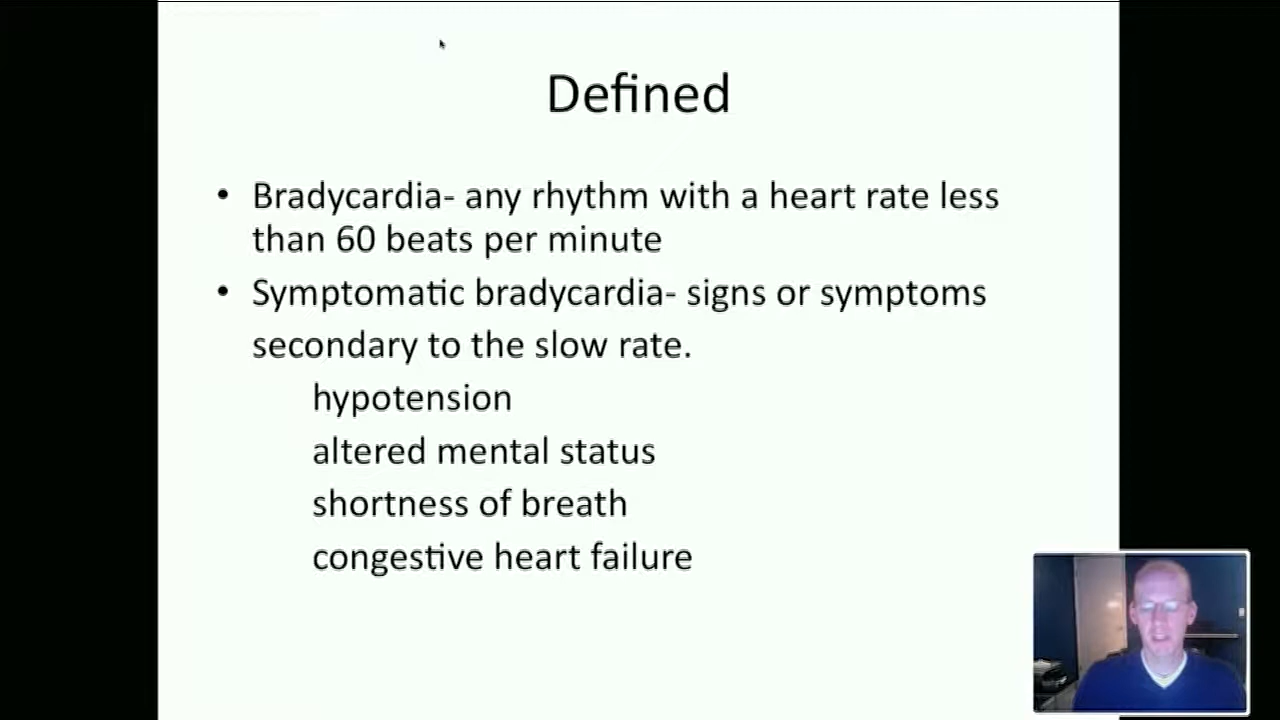 Defined
• Bradycardia- any rhythm with a heart rate less
than 60 beats per minute
• Symptomatic bradycardia- signs or symptoms
secondary to the slow rate.
hypotension
altered mental status
shortness of breath
congestive heart failure